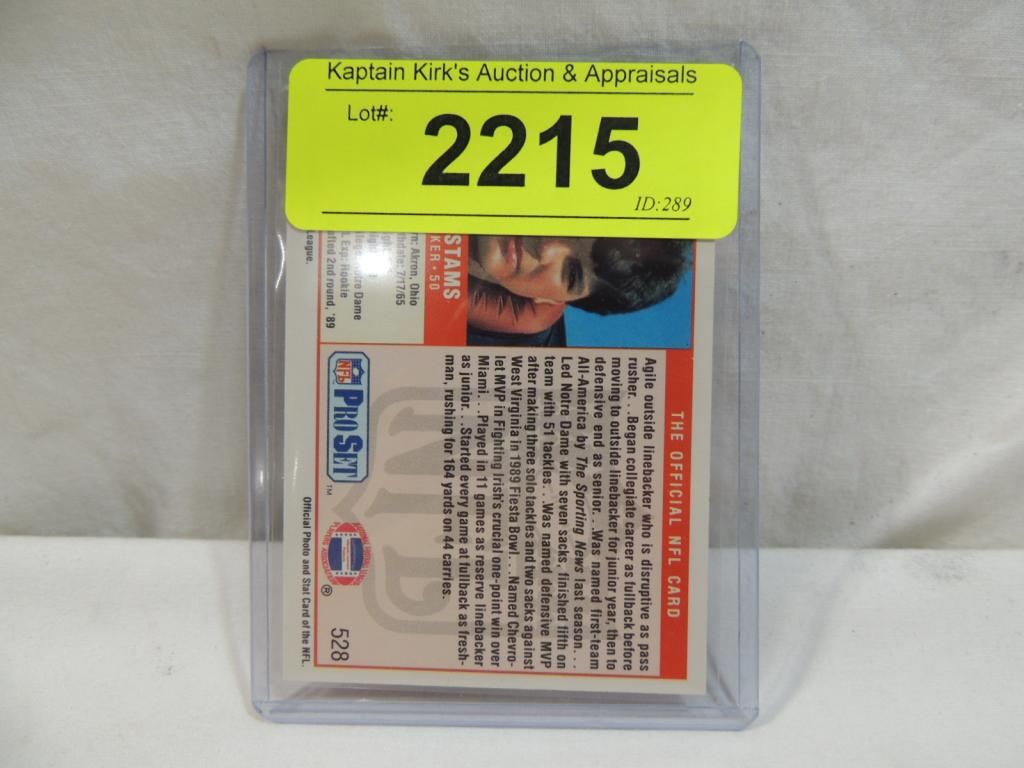 Kaptain Kirk's Auction & Appraisals
Lot#:
2215
ID:289
THE OFFICIAL NFL CARD
STAMS
KER • 50
Akron, Ohio
7/17/65
Dame
Exp: Rookie
2nd round, '89
League.
Agile outside linebacker who is disruptive as pass
rusher. . .Began collegiate career as fullback before
moving to outside linebacker for junior year, then to
defensive end as senior. . .Was named first-team
All-America by The Sporting News last season. . .
Led Notre Dame with seven sacks, finished fifth on
team with 51 tackles. . .Was named defensive MVP
after making three solo tackles and two sacks against
West Virginia in 1989 Fiesta Bowl. . .Named Chevro-
let MVP in Fighting Irish's crucial one-point win over
Miami. . .Played in 11 games as reserve linebacker
as junior. . .Started every game at fullback as fresh-
man, rushing for 164 yards on 44 carries.
NFL
NFL PRO SET ™
®
528
Official Photo and Stat Card of the NFL.